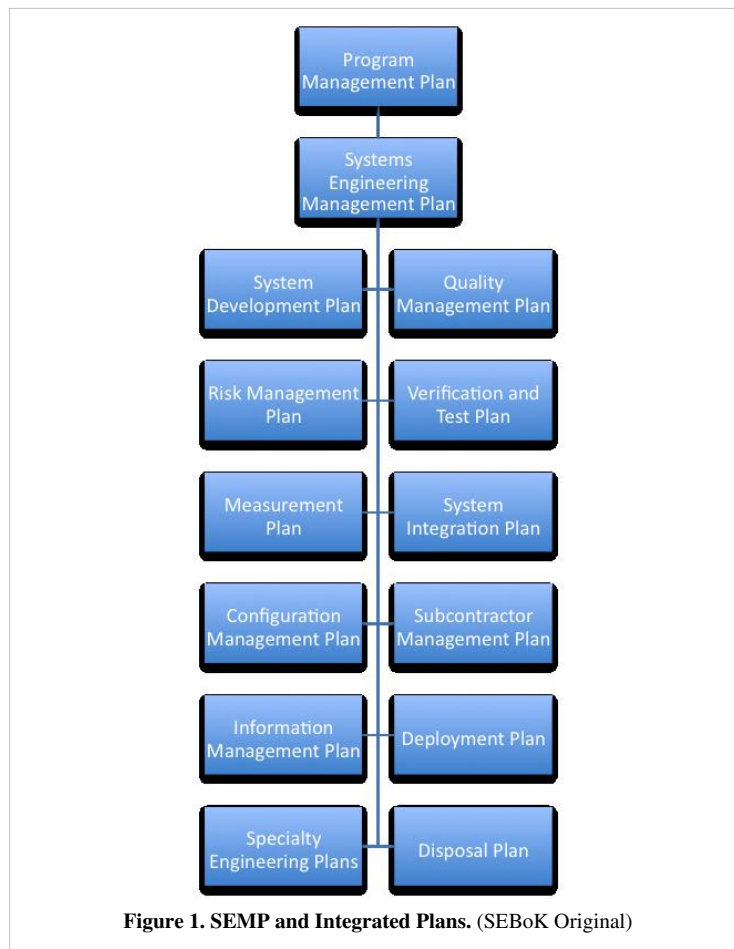 Program
Management Plan
Systems
Engineering
Management Plan
System
Development Plan
Quality
Management Plan
Risk Management
Plan
Verification and
Test Plan
Measurement
Plan
System
Integration Plan
Configuration
Management Plan
Subcontractor
Management Plan
Information
Management Plan
Deployment Plan
Specialty
Engineering Plans
Disposal Plan
Figure 1. SEMP and Integrated Plans. (SEBoK Original)